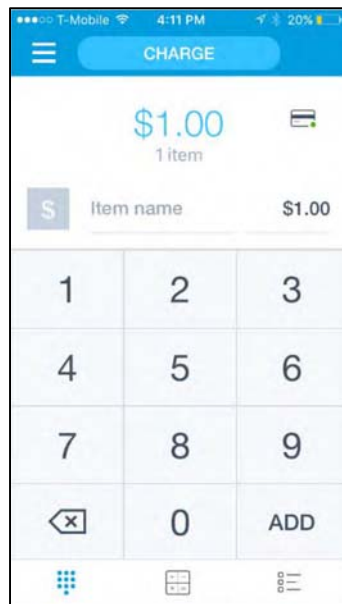 T-Mobile 4:11 PM 20%
CHARGE
$1.00
1 item
S Item name $1.00
1 2 3
4 5 6
7 8 9
0 ADD